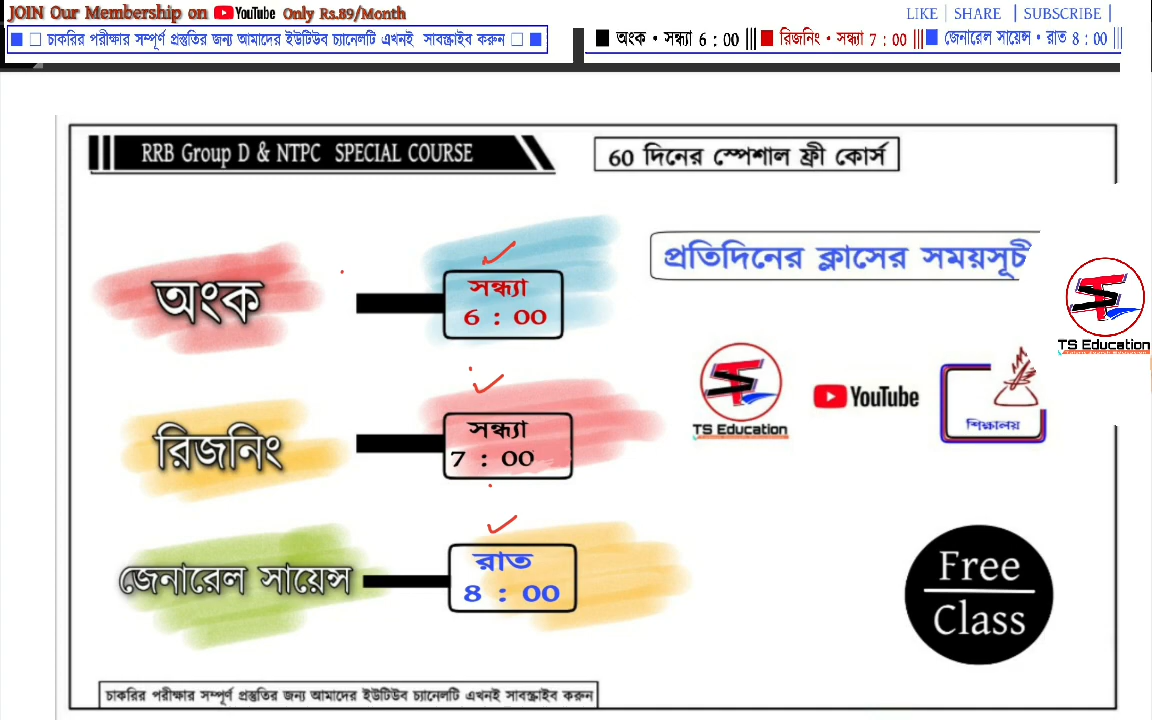 JOIN Our Membership on YouTube Only Rs.89/Month
LIKE | SHARE | SUBSCRIBE |
■ □ চাকরির পরীক্ষার সম্পূর্ণ প্রস্তুতির জন্য আমাদের ইউটিউব চ্যানেলটি এখনই সাবস্ক্রাইব করুন □ ■
■ অংক • সন্ধ্যা 6 : 00 ||| ■ রিজনিং • সন্ধ্যা 7 : 00 ||| ■ জেনারেল সায়েন্স • রাত 8 : 00 |||
RRB Group D & NTPC SPECIAL COURSE
60 দিনের স্পেশাল ফ্রী কোর্স
প্রতিদিনের ক্লাসের সময়সূচী
অংক
সন্ধ্যা
6 : 00
TS Education
রিজনিং
সন্ধ্যা
7 : 00
TS Education
YouTube
শিক্ষালয়
জেনারেল সায়েন্স
রাত
8 : 00
Free
Class
চাকরির পরীক্ষার সম্পূর্ণ প্রস্তুতির জন্য আমাদের ইউটিউব চ্যানেলটি এখনই সাবস্ক্রাইব করুন